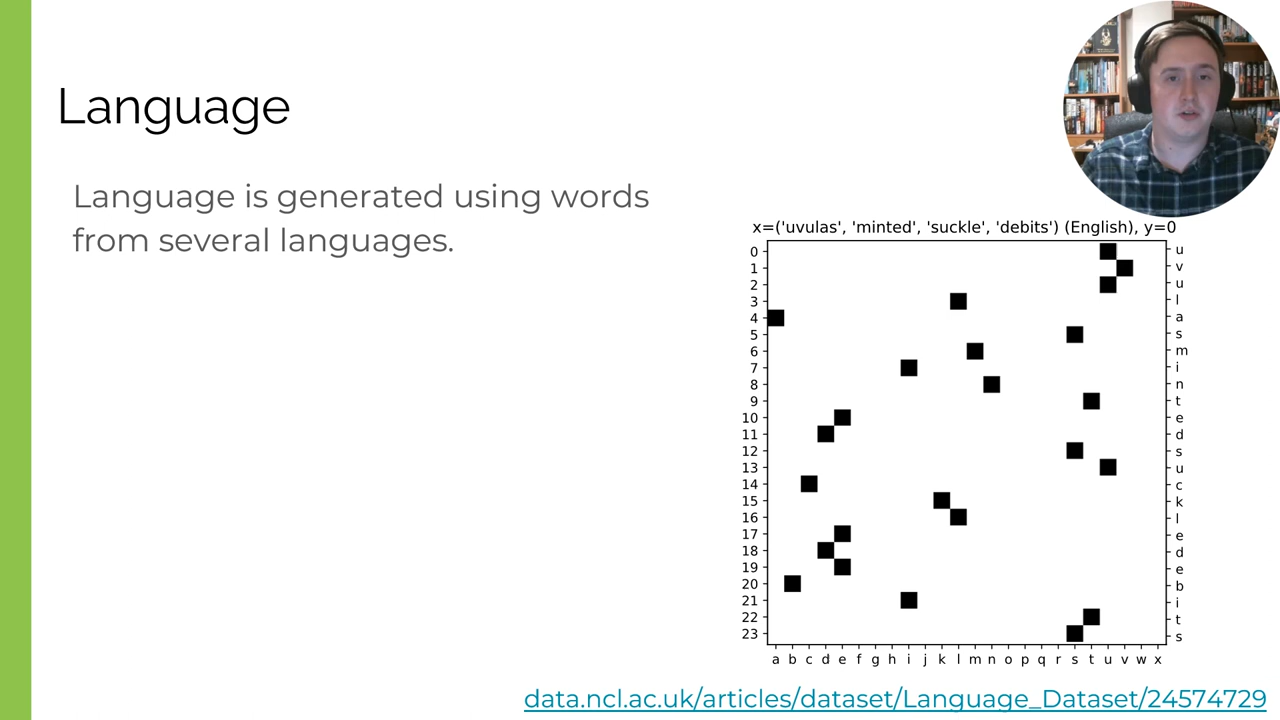 Language
Language is generated using words
from several languages.
x=('uvulas', 'minted', 'suckle', 'debits') (English), y=0
0 u
1 v
2 u
3 l
4 a
5 s
6 m
7 i
8 n
9 t
10 e
11 d
12 s
13 u
14 c
15 k
16 l
17 e
18 d
19 e
20 b
21 i
22 t
23 s
a b c d e f g h i j k l m n o p q r s t u v w x
data.ncl.ac.uk/articles/dataset/Language_Dataset/24574729